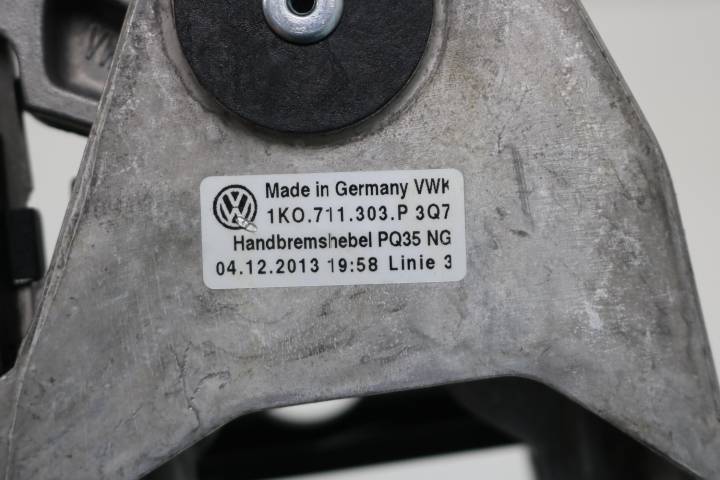 Made in Germany VWK
1KO.711.303.P 3Q7
Handbremshebel PQ35 NG
04.12.2013 19:58 Linie 3